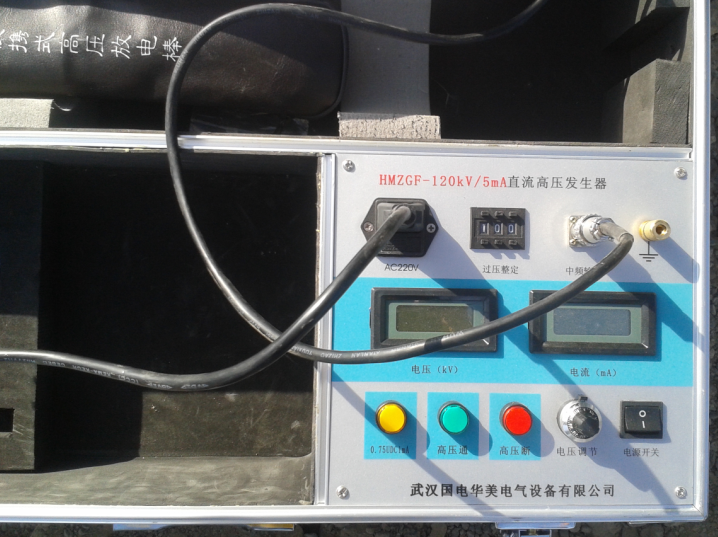 携式高压放电棒
HMZGF-120kV/5mA直流高压发生器
AC220V
过压整定
中频
100
电压（kV）
电流（mA）
0.75UDC1mA
高压通
高压断
电压调节
电源开关
武汉国电华美电气设备有限公司